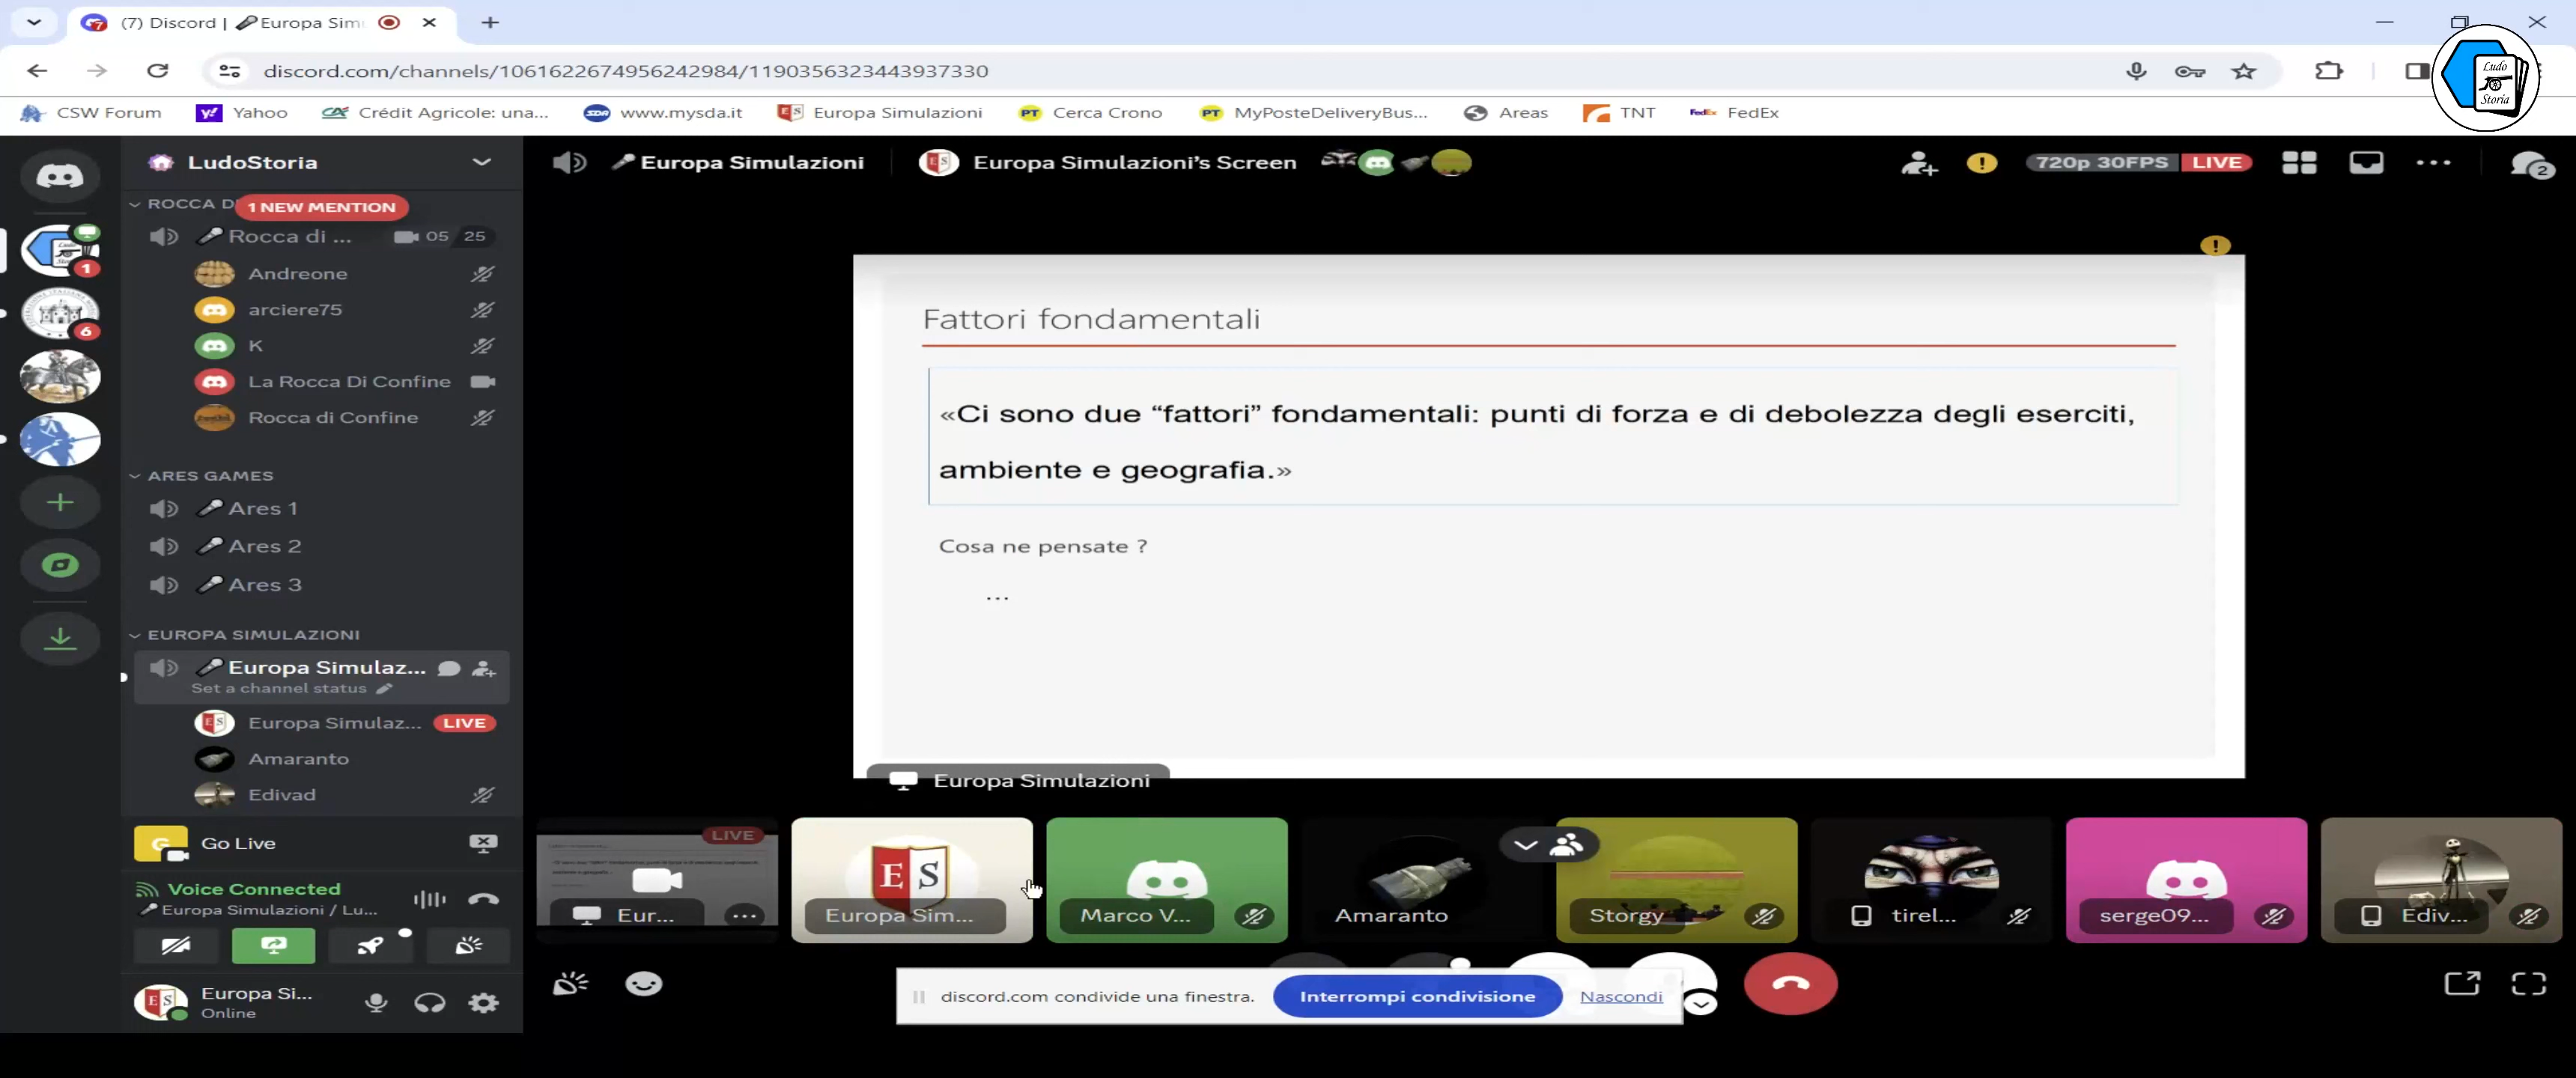 (7) Discord | Europa Sim
discord.com/channels/1061622674956242984/1190356323443937330
CSW Forum Yahoo Crédit Agricole: una... www.mysda.it Europa Simulazioni Cerca Crono MyPosteDeliveryBus... Areas TNT FedEx
Ludo
Storia
LudoStoria
Europa Simulazioni Europa Simulazioni's Screen 720p 30FPS LIVE 2
ROCCA D
1 NEW MENTION
Rocca di ... 05 25
Andreone
arciere75
K
La Rocca Di Confine
Rocca di Confine
ARES GAMES
Ares 1
Ares 2
Ares 3
EUROPA SIMULAZIONI
Europa Simulaz...
Set a channel status
Europa Simulaz... LIVE
Amaranto
Edivad
Go Live
Voice Connected
Europa Simulazioni / Lu...
Europa Si...
Online
1
6
Fattori fondamentali
«Ci sono due “fattori” fondamentali: punti di forza e di debolezza degli eserciti,
ambiente e geografia.»
Cosa ne pensate ?
...
Europa Simulazioni
LIVE
E S
Eur... Europa Sim... Marco V... Amaranto Storgy tirel... serge09... Ediv...
discord.com condivide una finestra. Interrompi condivisione Nascondi